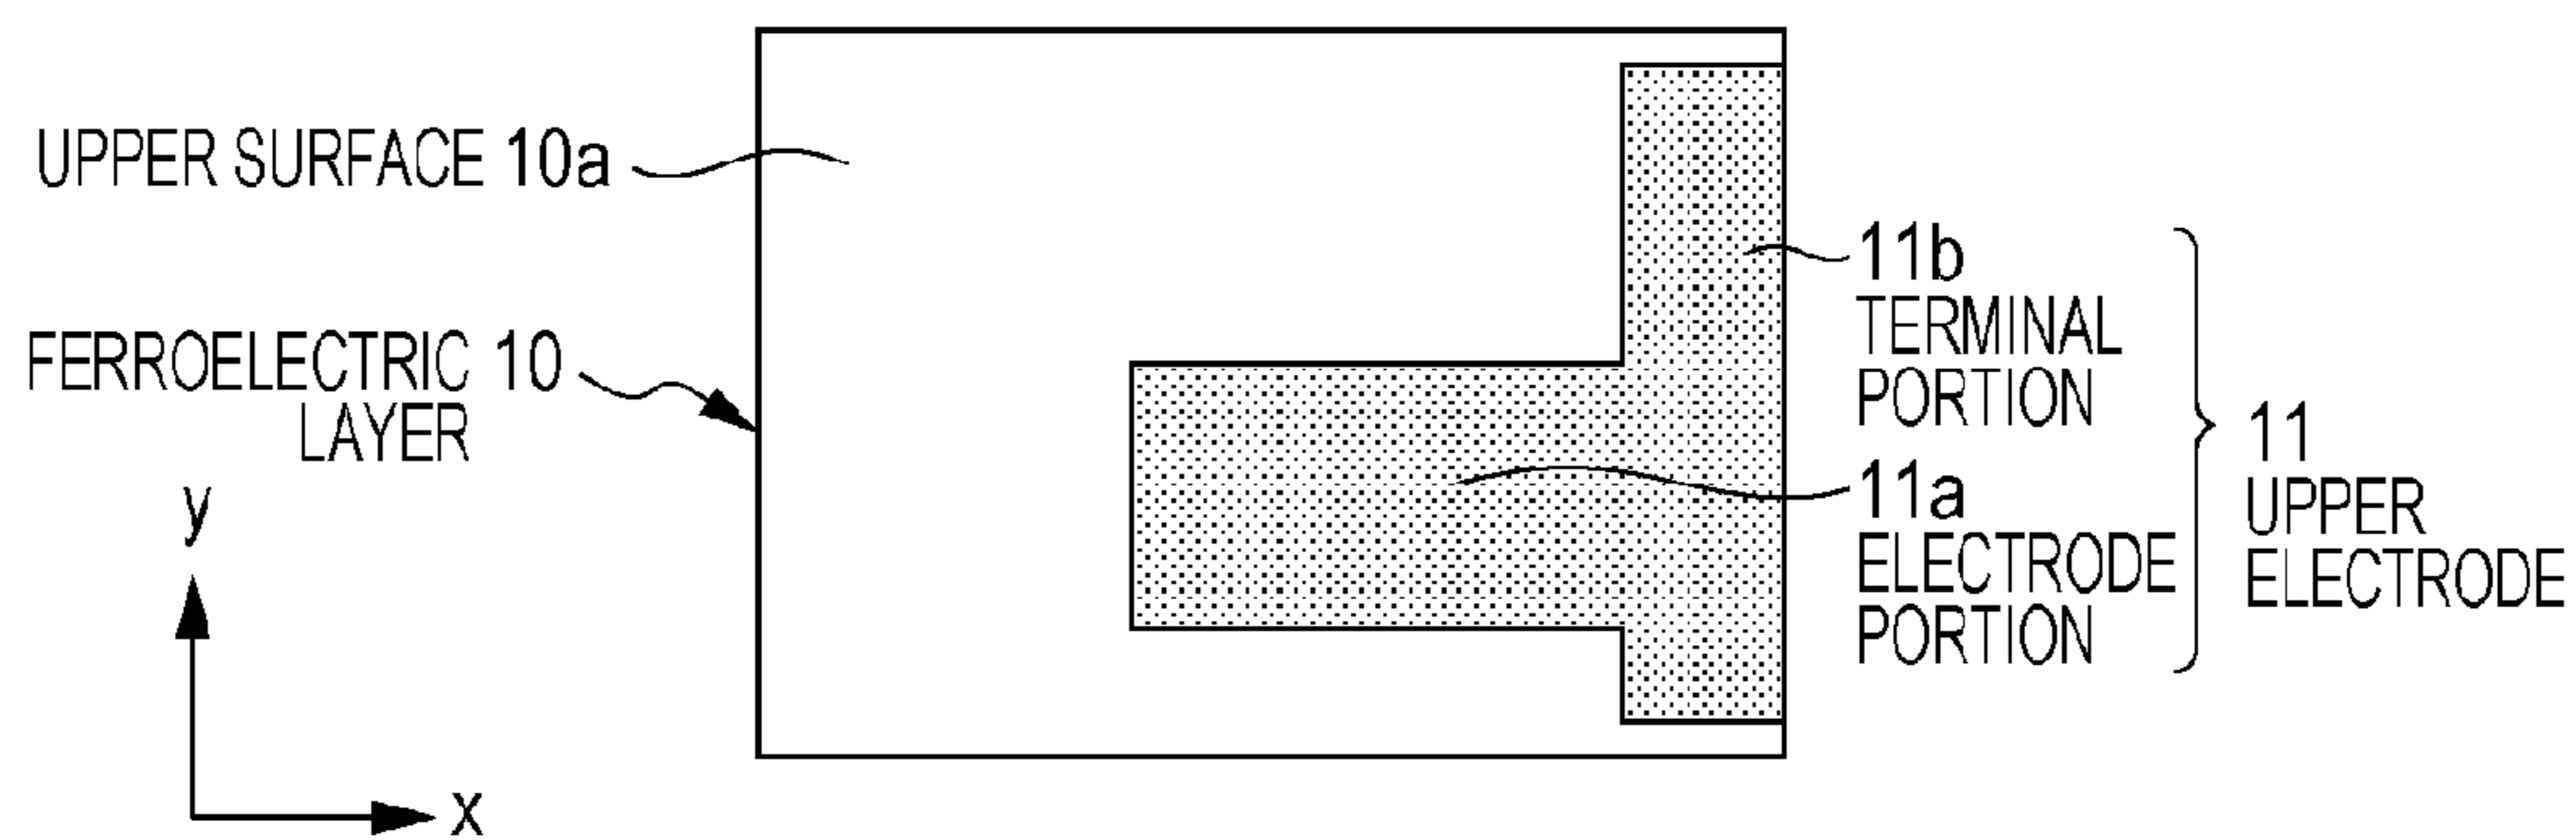 UPPER SURFACE 10a
FERROELECTRIC 10
LAYER
y
x
11b
TERMINAL
PORTION
11a
ELECTRODE
PORTION
11
UPPER
ELECTRODE